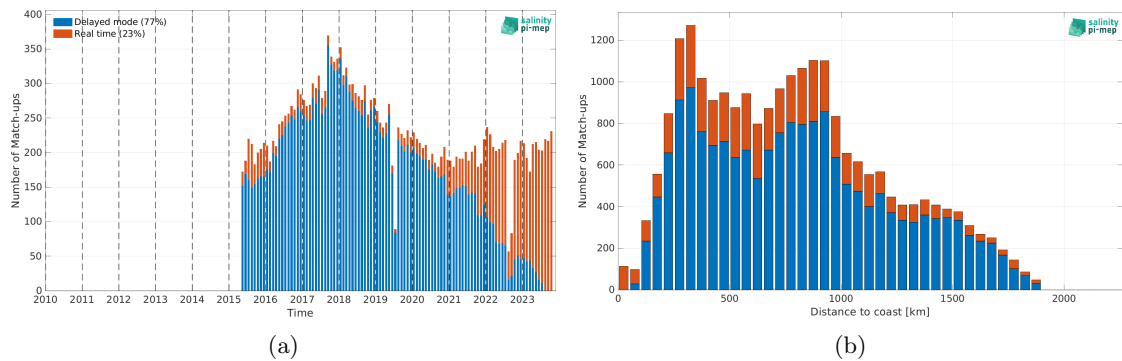 Delayed mode (77%)
Real time (23%)
salinity
pi-mep
400
350
300
250
200
150
100
50
0
Number of Match-ups
2010 2011 2012 2013 2014 2015 2016 2017 2018 2019 2020 2021 2022 2023
Time
(a)
salinity
pi-mep
1200
1000
800
600
400
200
0
Number of Match-ups
0 500 1000 1500 2000
Distance to coast [km]
(b)